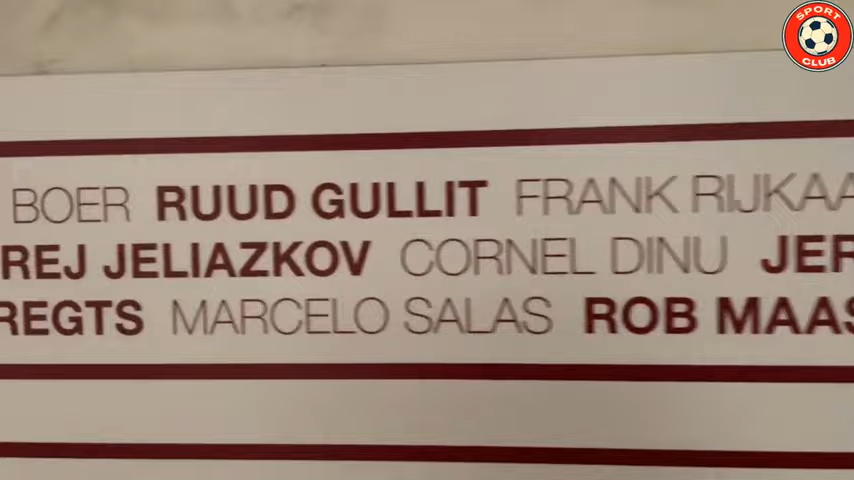 SPORT
CLUB
BOER RUUD GULLIT FRANK RIJKAA
REJ JELIAZKOV CORNEL DINU JER
REGTS MARCELO SALAS ROB MAAS